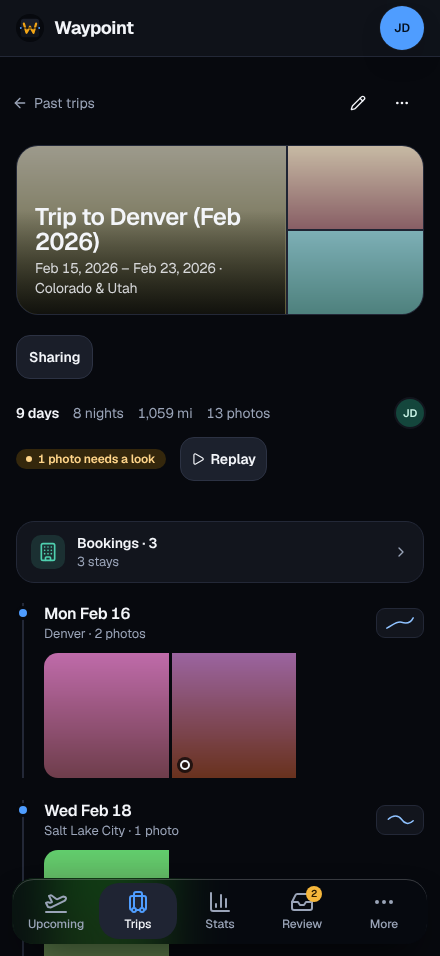 Waypoint
JD
Past trips
Trip to Denver (Feb
2026)
Feb 15, 2026 – Feb 23, 2026 ·
Colorado & Utah
Sharing
9 days 8 nights 1,059 mi 13 photos
JD
1 photo needs a look
Replay
Bookings · 3
3 stays
Mon Feb 16
Denver · 2 photos
Wed Feb 18
Salt Lake City · 1 photo
2
Upcoming Trips Stats Review More